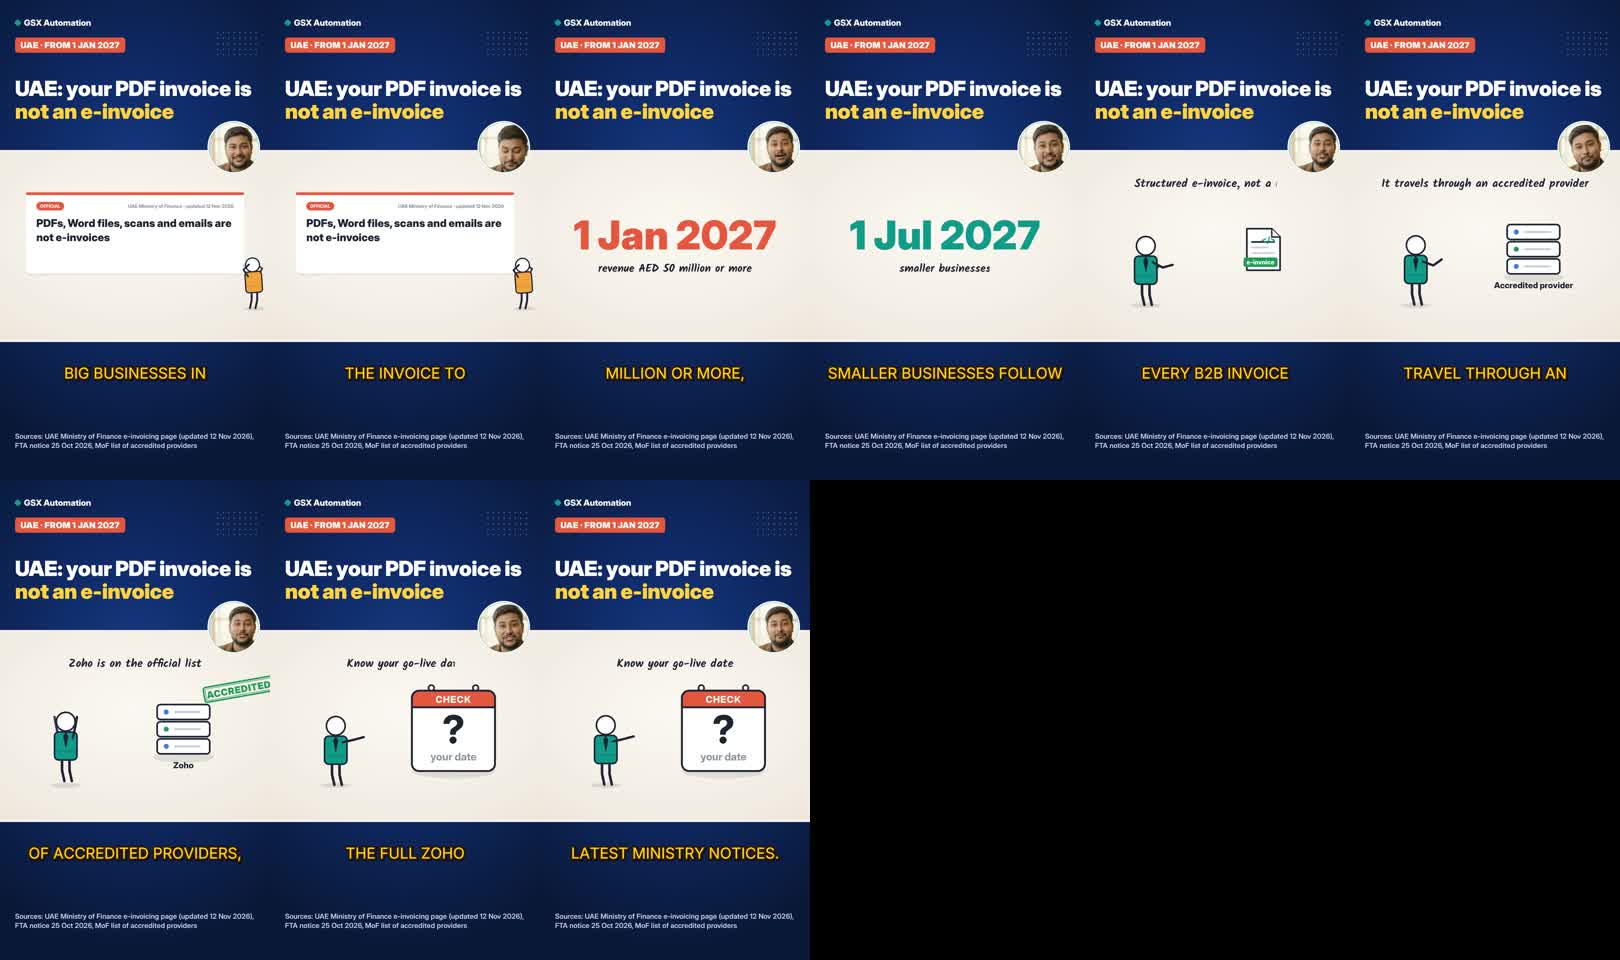 GSX Automation
UAE · FROM 1 JAN 2027
UAE: your PDF invoice is
not an e-invoice
OFFICIAL
UAE Ministry of Finance · updated 12 Nov 2026
PDFs, Word files, scans and emails are
not e-invoices
BIG BUSINESSES IN
Sources: UAE Ministry of Finance e-invoicing page (updated 12 Nov 2026),
FTA notice 25 Oct 2026, MoF list of accredited providers
GSX Automation
UAE · FROM 1 JAN 2027
UAE: your PDF invoice is
not an e-invoice
OFFICIAL
UAE Ministry of Finance · updated 12 Nov 2026
PDFs, Word files, scans and emails are
not e-invoices
THE INVOICE TO
Sources: UAE Ministry of Finance e-invoicing page (updated 12 Nov 2026),
FTA notice 25 Oct 2026, MoF list of accredited providers
GSX Automation
UAE · FROM 1 JAN 2027
UAE: your PDF invoice is
not an e-invoice
1 Jan 2027
revenue AED 50 million or more
MILLION OR MORE,
Sources: UAE Ministry of Finance e-invoicing page (updated 12 Nov 2026),
FTA notice 25 Oct 2026, MoF list of accredited providers
GSX Automation
UAE · FROM 1 JAN 2027
UAE: your PDF invoice is
not an e-invoice
1 Jul 2027
smaller businesses
SMALLER BUSINESSES FOLLOW
Sources: UAE Ministry of Finance e-invoicing page (updated 12 Nov 2026),
FTA notice 25 Oct 2026, MoF list of accredited providers
GSX Automation
UAE · FROM 1 JAN 2027
UAE: your PDF invoice is
not an e-invoice
Structured e-invoice, not a
</>
e-invoice
EVERY B2B INVOICE
Sources: UAE Ministry of Finance e-invoicing page (updated 12 Nov 2026),
FTA notice 25 Oct 2026, MoF list of accredited providers
GSX Automation
UAE · FROM 1 JAN 2027
UAE: your PDF invoice is
not an e-invoice
It travels through an accredited provider
Accredited provider
TRAVEL THROUGH AN
Sources: UAE Ministry of Finance e-invoicing page (updated 12 Nov 2026),
FTA notice 25 Oct 2026, MoF list of accredited providers
GSX Automation
UAE · FROM 1 JAN 2027
UAE: your PDF invoice is
not an e-invoice
Zoho is on the official list
ACCREDITED
Zoho
OF ACCREDITED PROVIDERS,
Sources: UAE Ministry of Finance e-invoicing page (updated 12 Nov 2026),
FTA notice 25 Oct 2026, MoF list of accredited providers
GSX Automation
UAE · FROM 1 JAN 2027
UAE: your PDF invoice is
not an e-invoice
Know your go-live da
CHECK
?
your date
THE FULL ZOHO
Sources: UAE Ministry of Finance e-invoicing page (updated 12 Nov 2026),
FTA notice 25 Oct 2026, MoF list of accredited providers
GSX Automation
UAE · FROM 1 JAN 2027
UAE: your PDF invoice is
not an e-invoice
Know your go-live date
CHECK
?
your date
LATEST MINISTRY NOTICES.
Sources: UAE Ministry of Finance e-invoicing page (updated 12 Nov 2026),
FTA notice 25 Oct 2026, MoF list of accredited providers